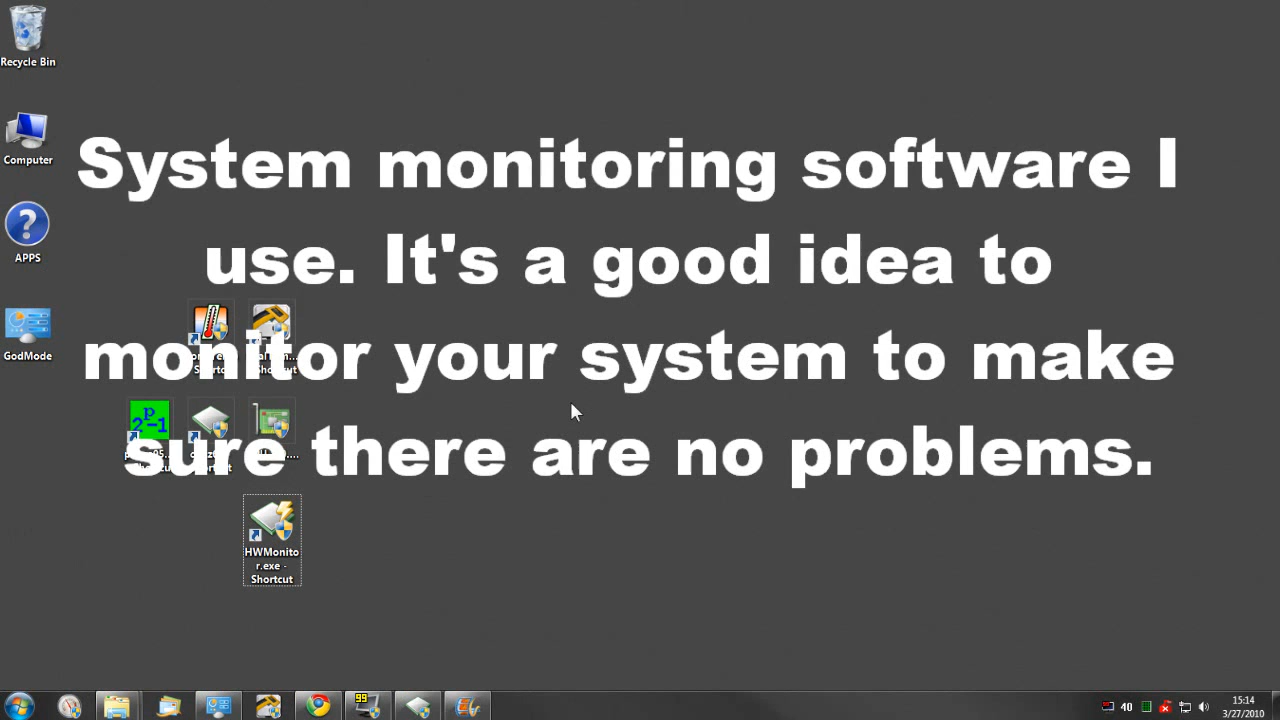 Recycle Bin
Computer
APPS
GodMode
System monitoring software I
use. It's a good idea to
monitor your system to make
sure there are no problems.
HWMonito
r.exe -
Shortcut
99
40
15:14
3/27/2010